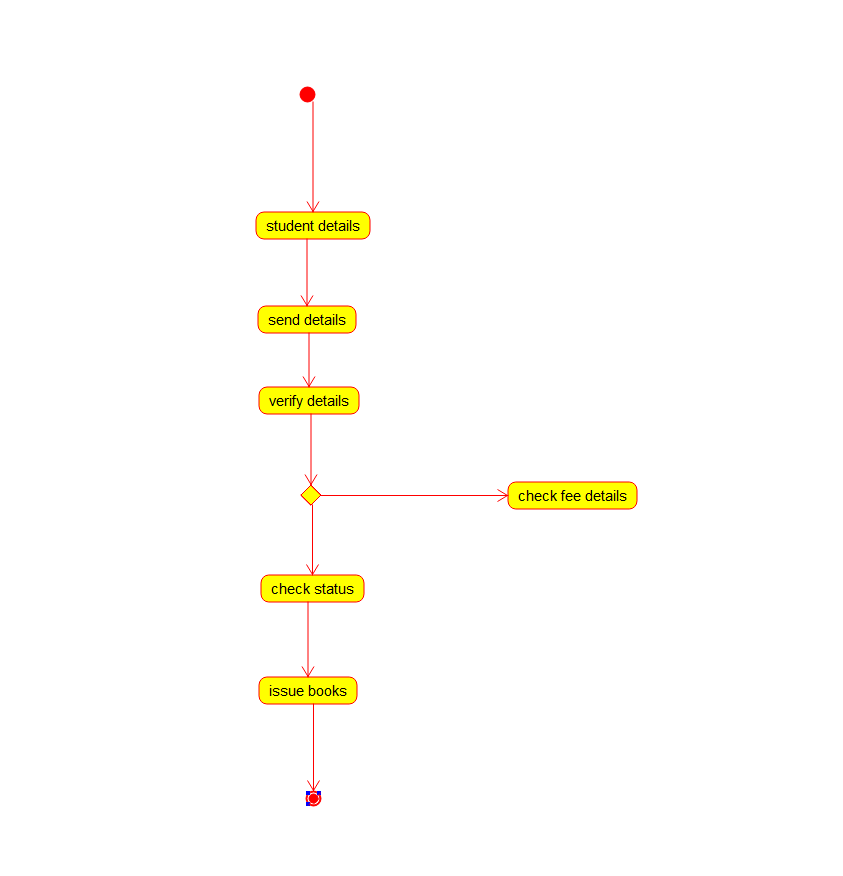 student details
send details
verify details
check fee details
check status
issue books